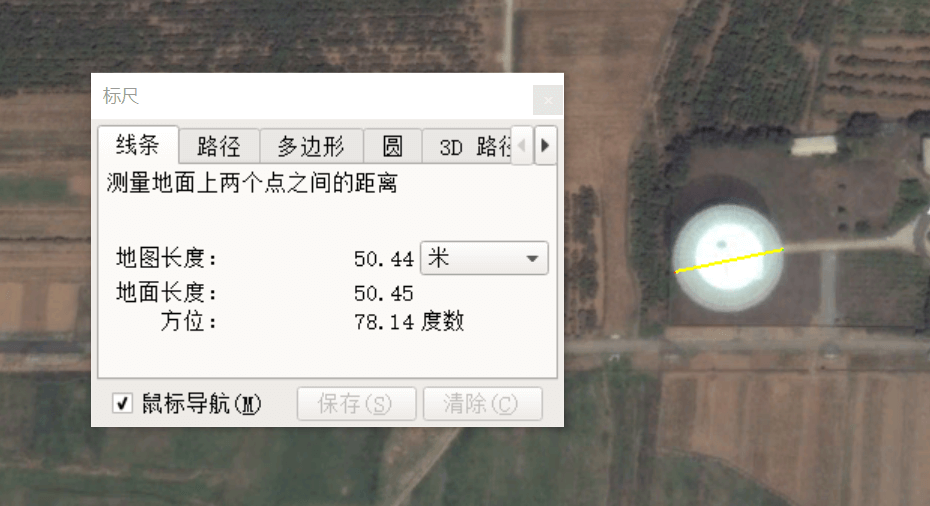 标尺
线条 路径 多边形 圆 3D 路径
测量地面上两个点之间的距离
地图长度: 50.44 米
地面长度: 50.45
方位: 78.14 度数
鼠标导航(M) 保存(S) 清除(C)